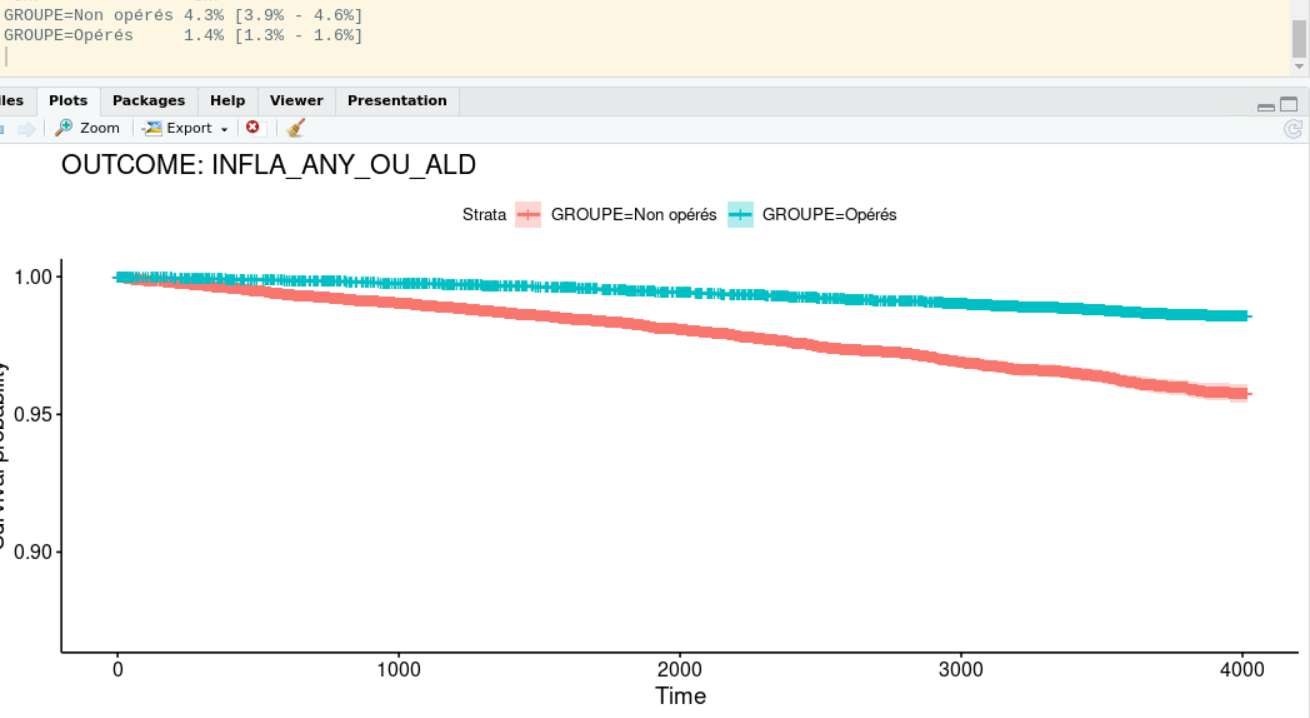 GROUPE=Non opérés 4.3% [3.9% - 4.6%]
GROUPE=Opérés 1.4% [1.3% - 1.6%]
Plots Packages Help Viewer Presentation
Zoom Export
OUTCOME: INFLA_ANY_OU_ALD
Strata GROUPE=Non opérés GROUPE=Opérés
1.00
0.95
0.90
0 1000 2000 3000 4000
Time